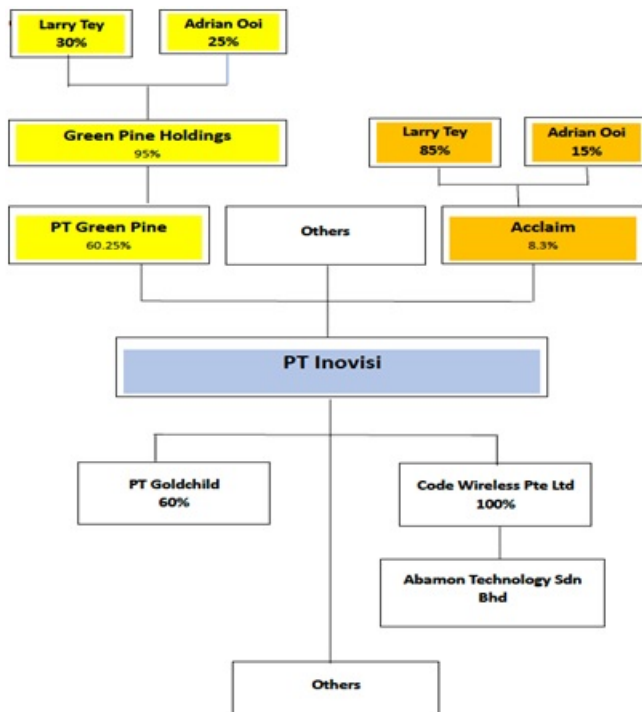 Larry Tey
30%
Adrian Ooi
25%
Green Pine Holdings
95%
Larry Tey
85%
Adrian Ooi
15%
PT Green Pine
60.25%
Others
Acclaim
8.3%
PT Inovisi
PT Goldchild
60%
Code Wireless Pte Ltd
100%
Abamon Technology Sdn
Bhd
Others